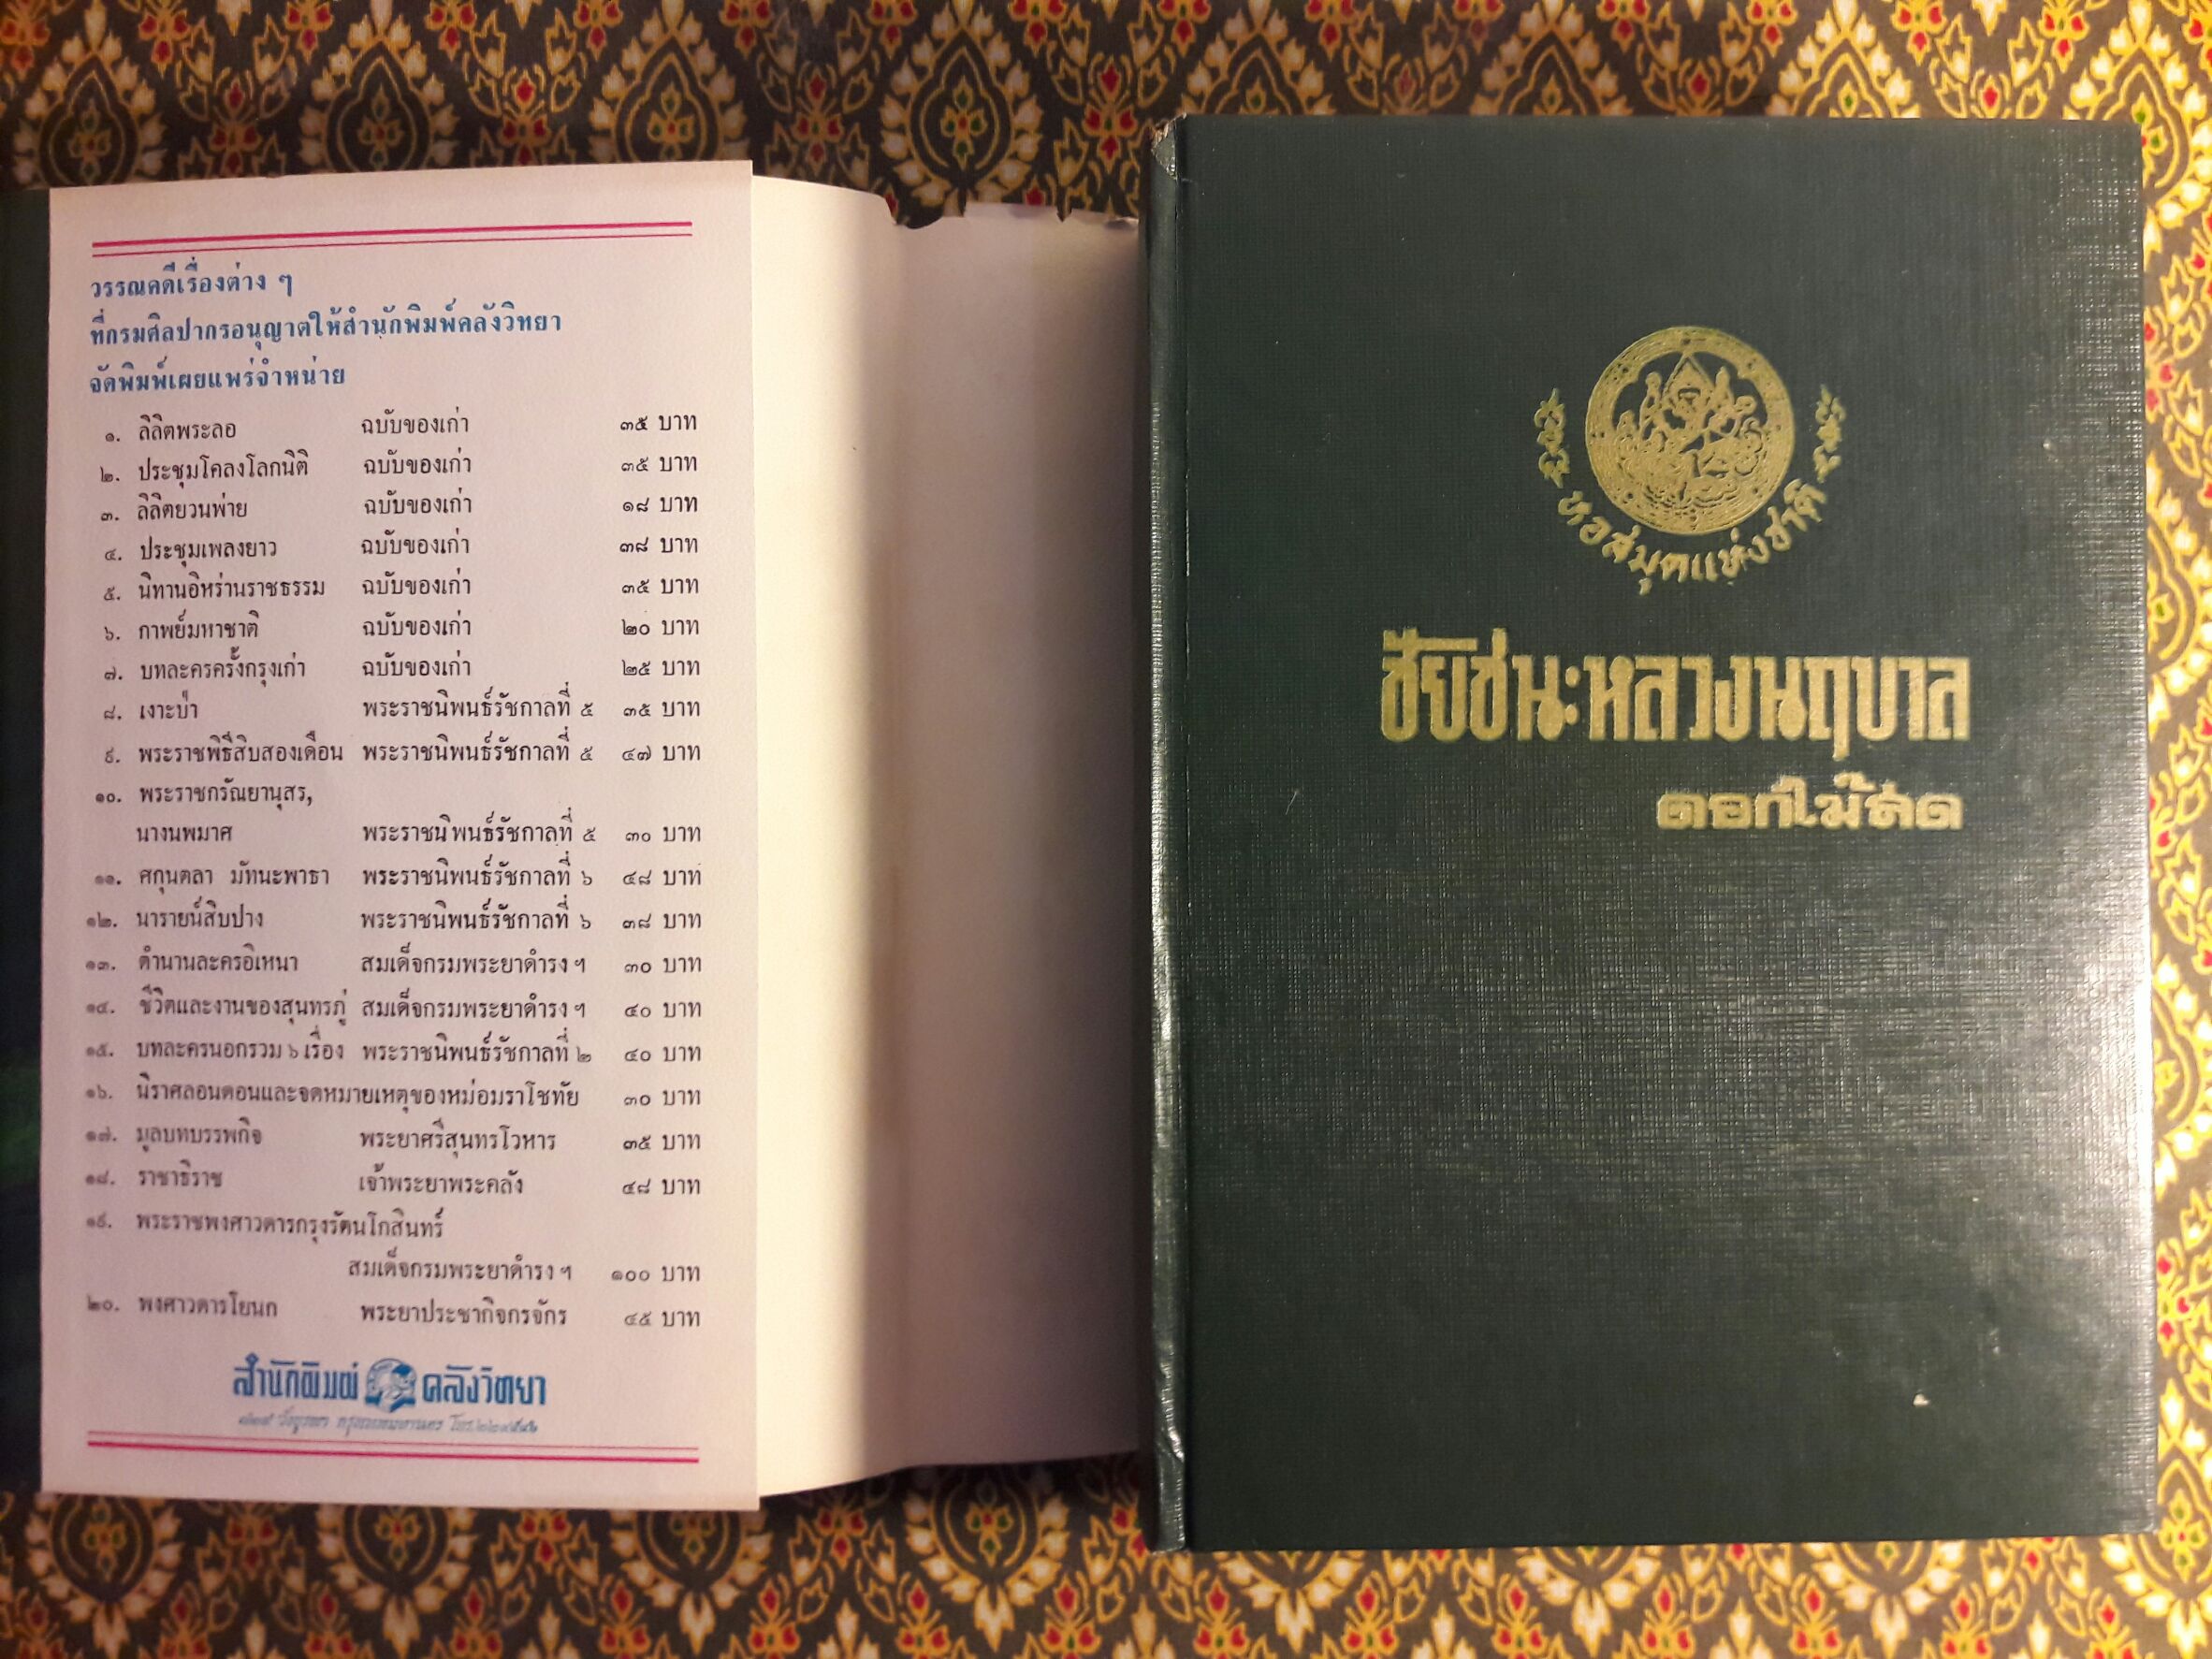 วรรณคดีเรื่องต่าง ๆ
ที่กรมศิลปากรอนุญาตให้สำนักพิมพ์คลังวิทยา
จัดพิมพ์เผยแพร่จำหน่าย
๑. ลิลิตพระลอ ฉบับของเก่า ๓๕ บาท
๒. ประชุมโคลงโลกนิติ ฉบับของเก่า ๓๕ บาท
๓. ลิลิตยวนพ่าย ฉบับของเก่า ๑๘ บาท
๔. ประชุมเพลงยาว ฉบับของเก่า ๓๘ บาท
๕. นิทานอิหร่านราชธรรม ฉบับของเก่า ๓๕ บาท
๖. กาพย์มหาชาติ ฉบับของเก่า ๒๐ บาท
๗. บทละครครั้งกรุงเก่า ฉบับของเก่า ๒๕ บาท
๘. เงาะป่า พระราชนิพนธ์รัชกาลที่ ๕ ๓๕ บาท
๙. พระราชพิธีสิบสองเดือน พระราชนิพนธ์รัชกาลที่ ๕ ๔๗ บาท
๑๐. พระราชกรัณยานุสร,
นางนพมาศ พระราชนิพนธ์รัชกาลที่ ๕ ๓๐ บาท
๑๑. ศกุนตลา มัทนะพาธา พระราชนิพนธ์รัชกาลที่ ๖ ๔๘ บาท
๑๒. นารายน์สิบปาง พระราชนิพนธ์รัชกาลที่ ๖ ๓๘ บาท
๑๓. ตำนานละครอิเหนา สมเด็จกรมพระยาดำรง ฯ ๓๐ บาท
๑๔. ชีวิตและงานของสุนทรภู่ สมเด็จกรมพระยาดำรง ฯ ๔๐ บาท
๑๕. บทละครนอกรวม ๖ เรื่อง พระราชนิพนธ์รัชกาลที่ ๒ ๔๐ บาท
๑๖. นิราศลอนดอนและจดหมายเหตุของหม่อมราโชทัย ๓๐ บาท
๑๗. มูลบทบรรพกิจ พระยาศรีสุนทรโวหาร ๓๕ บาท
๑๘. ราชาธิราช เจ้าพระยาพระคลัง ๔๘ บาท
๑๙. พระราชพงศาวดารกรุงรัตนโกสินทร์
สมเด็จกรมพระยาดำรง ฯ ๑๐๐ บาท
๒๐. พงศาวดารโยนก พระยาประชากิจกรจักร ๔๕ บาท
สำนักพิมพ์ คลังวิทยา
วังบูรพา กรุงเทพมหานคร โทร.
หอสมุดแห่งชาติ
ชัยชนะหลวงนฤบาล
ดอกไม้สด